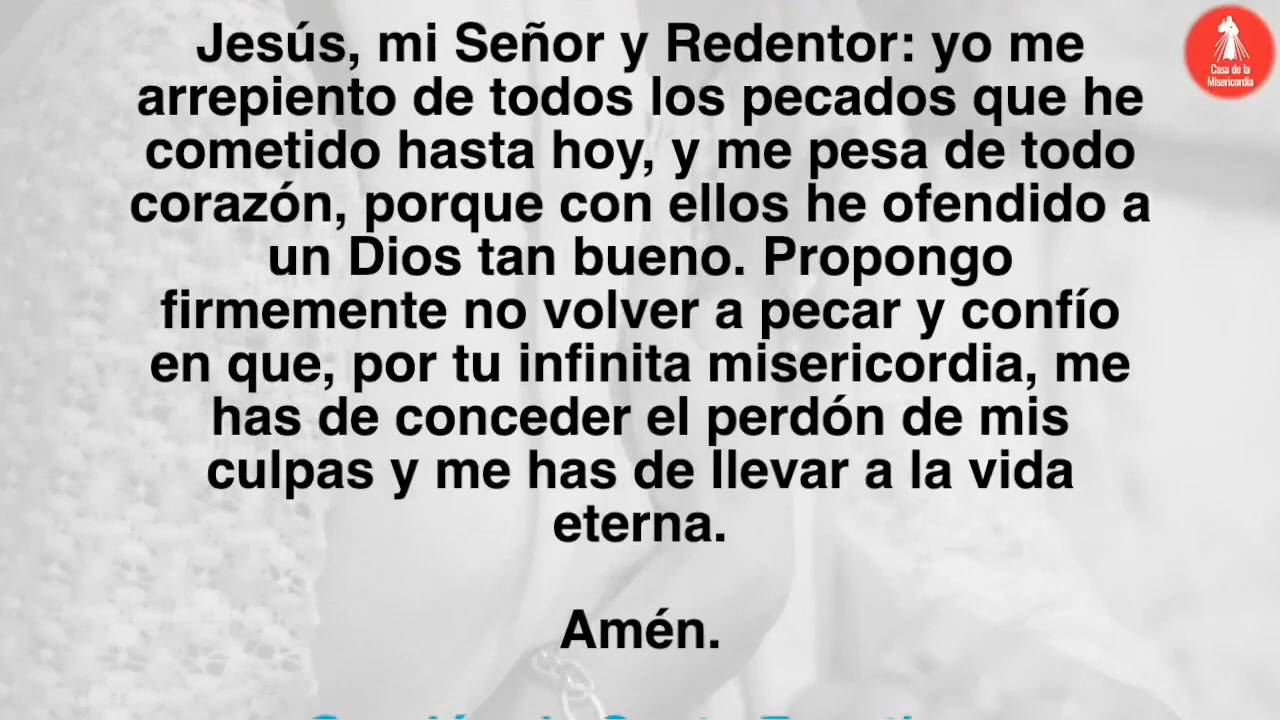 Jesús, mi Señor y Redentor: yo me
arrepiento de todos los pecados que he
cometido hasta hoy, y me pesa de todo
corazón, porque con ellos he ofendido a
un Dios tan bueno. Propongo
firmemente no volver a pecar y confío
en que, por tu infinita misericordia, me
has de conceder el perdón de mis
culpas y me has de llevar a la vida
eterna.
Amén.
Casa de la
Misericordia